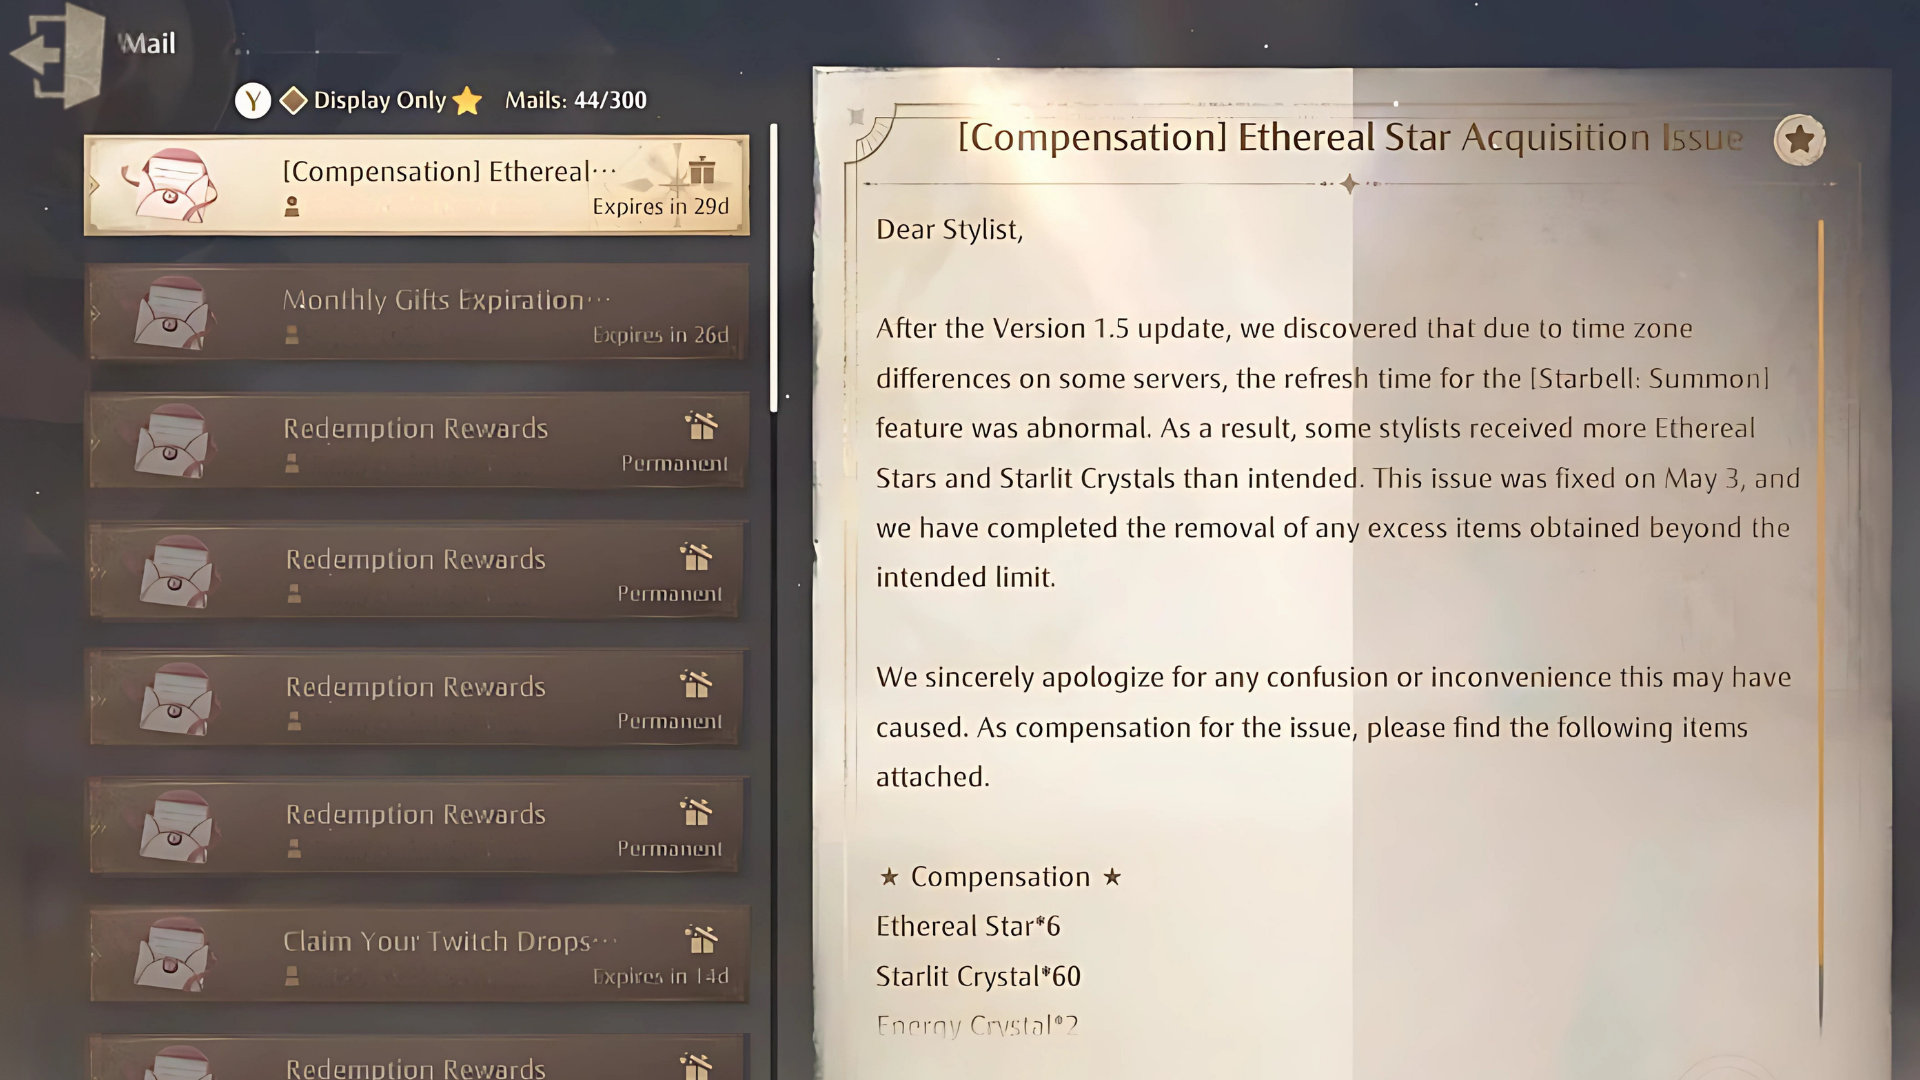 Mail
Y Display Only Mails: 44/300
[Compensation] Ethereal···
Expires in 29d
Monthly Gifts Expiration···
Expires in 26d
Redemption Rewards
Permanent
Redemption Rewards
Permanent
Redemption Rewards
Permanent
Redemption Rewards
Permanent
Claim Your Twitch Drops···
Expires in 14d
Redemption Rewards
[Compensation] Ethereal Star Acquisition Issue
Dear Stylist,
After the Version 1.5 update, we discovered that due to time zone
differences on some servers, the refresh time for the [Starbell: Summon]
feature was abnormal. As a result, some stylists received more Ethereal
Stars and Starlit Crystals than intended. This issue was fixed on May 3, and
we have completed the removal of any excess items obtained beyond the
intended limit.
We sincerely apologize for any confusion or inconvenience this may have
caused. As compensation for the issue, please find the following items
attached.
★ Compensation ★
Ethereal Star*6
Starlit Crystal*60
Energy Crystal*2